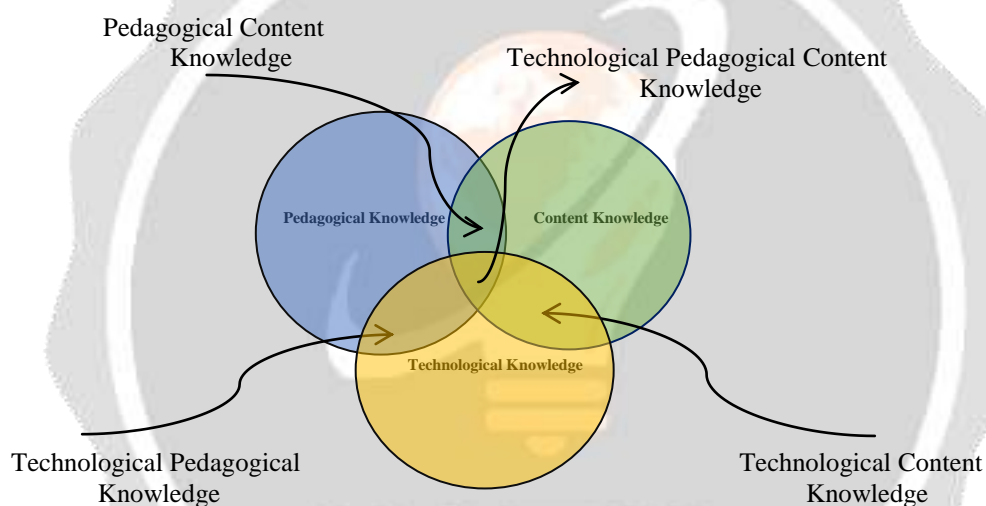 Pedagogical Content
Knowledge
Technological Pedagogical Content
Knowledge
Pedagogical Knowledge
Content Knowledge
Technological Knowledge
Technological Pedagogical
Knowledge
Technological Content
Knowledge